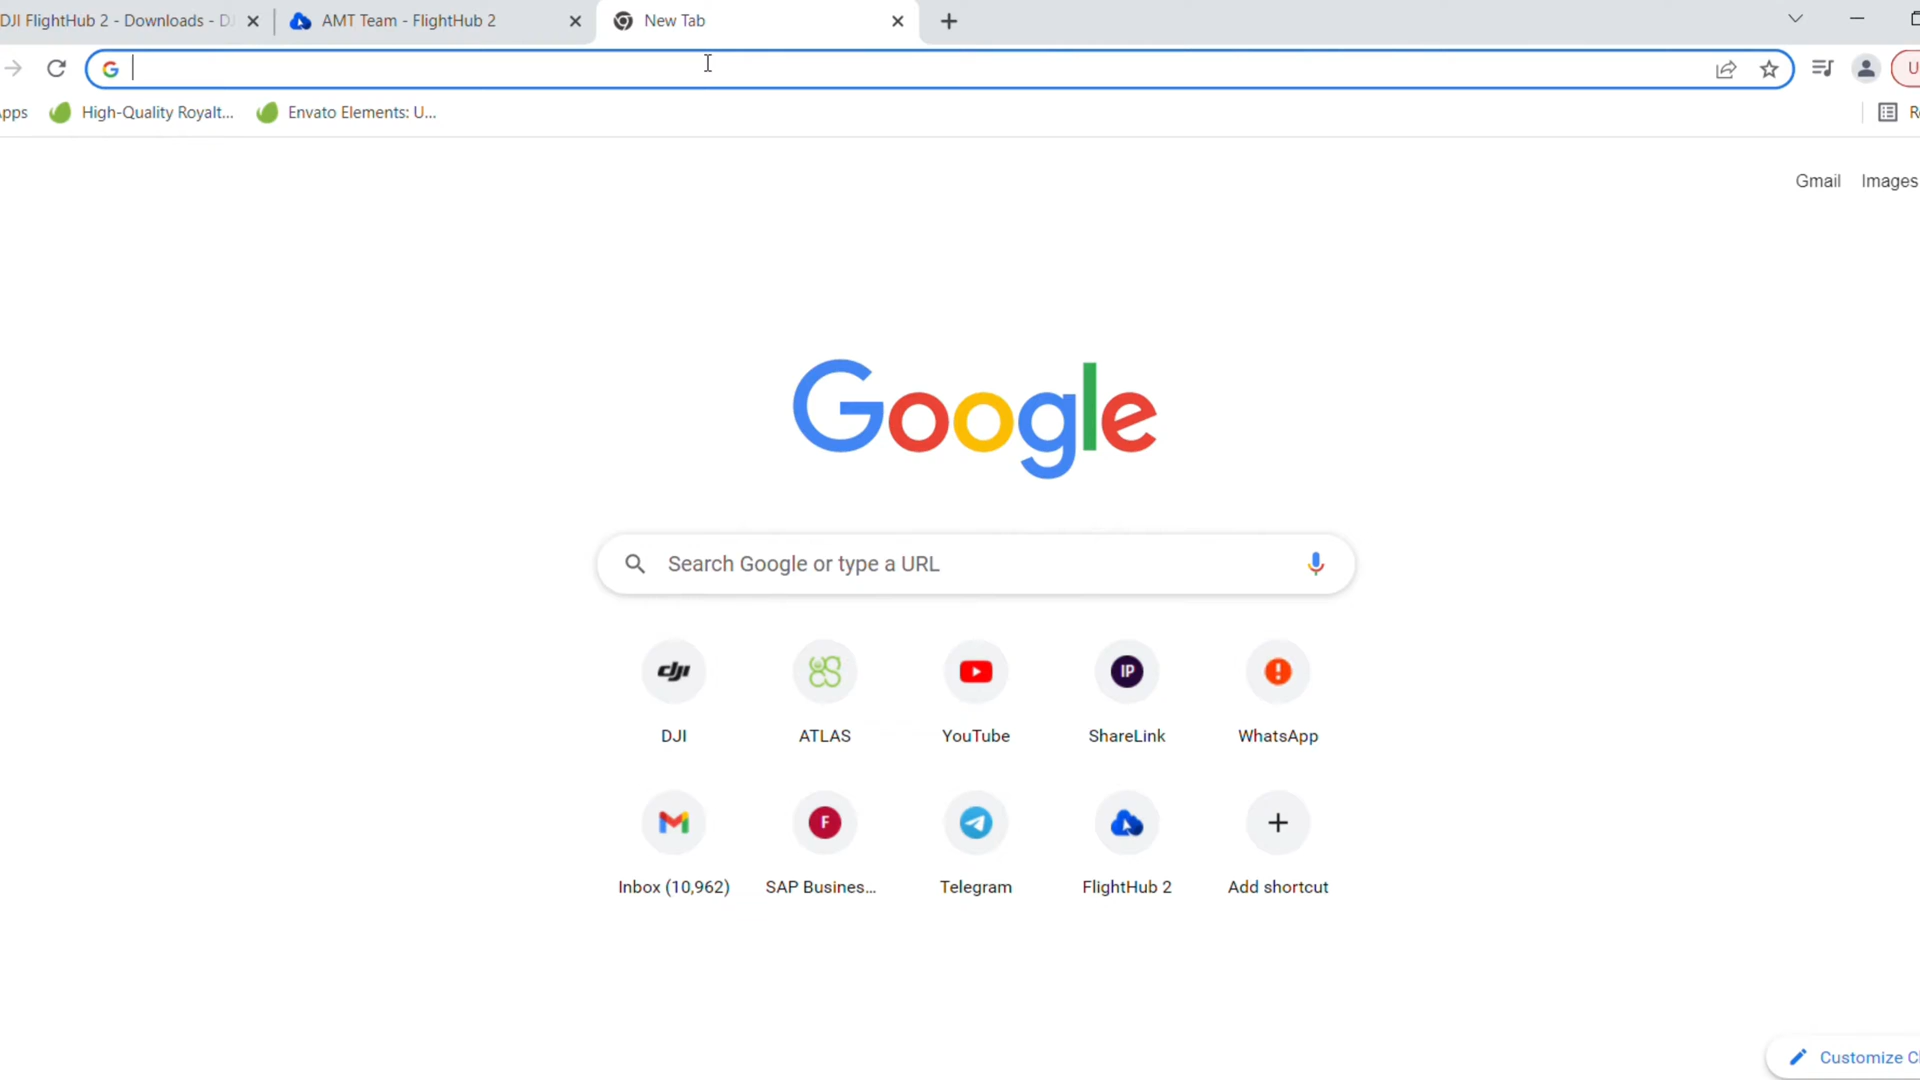 DJI FlightHub 2 - Downloads - D
AMT Team - FlightHub 2
New Tab
U
pps
High-Quality Royalt...
Envato Elements: U...
R
Gmail
Images
Google
Search Google or type a URL
dji
IP
DJI
ATLAS
YouTube
ShareLink
WhatsApp
F
Inbox (10,962)
SAP Busines...
Telegram
FlightHub 2
Add shortcut
Customize C